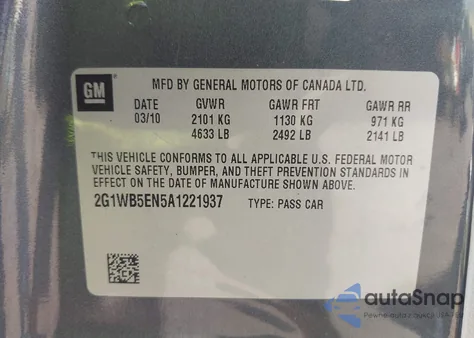 GM
MFD BY GENERAL MOTORS OF CANADA LTD.
DATE GVWR GAWR FRT GAWR RR
03/10 2101 KG 1130 KG 971 KG
4633 LB 2492 LB 2141 LB
THIS VEHICLE CONFORMS TO ALL APPLICABLE U.S. FEDERAL MOTOR
VEHICLE SAFETY, BUMPER, AND THEFT PREVENTION STANDARDS IN
EFFECT ON THE DATE OF MANUFACTURE SHOWN ABOVE.
2G1WB5EN5A1221937 TYPE: PASS CAR
autoSnap
Pewne auto z aukcji